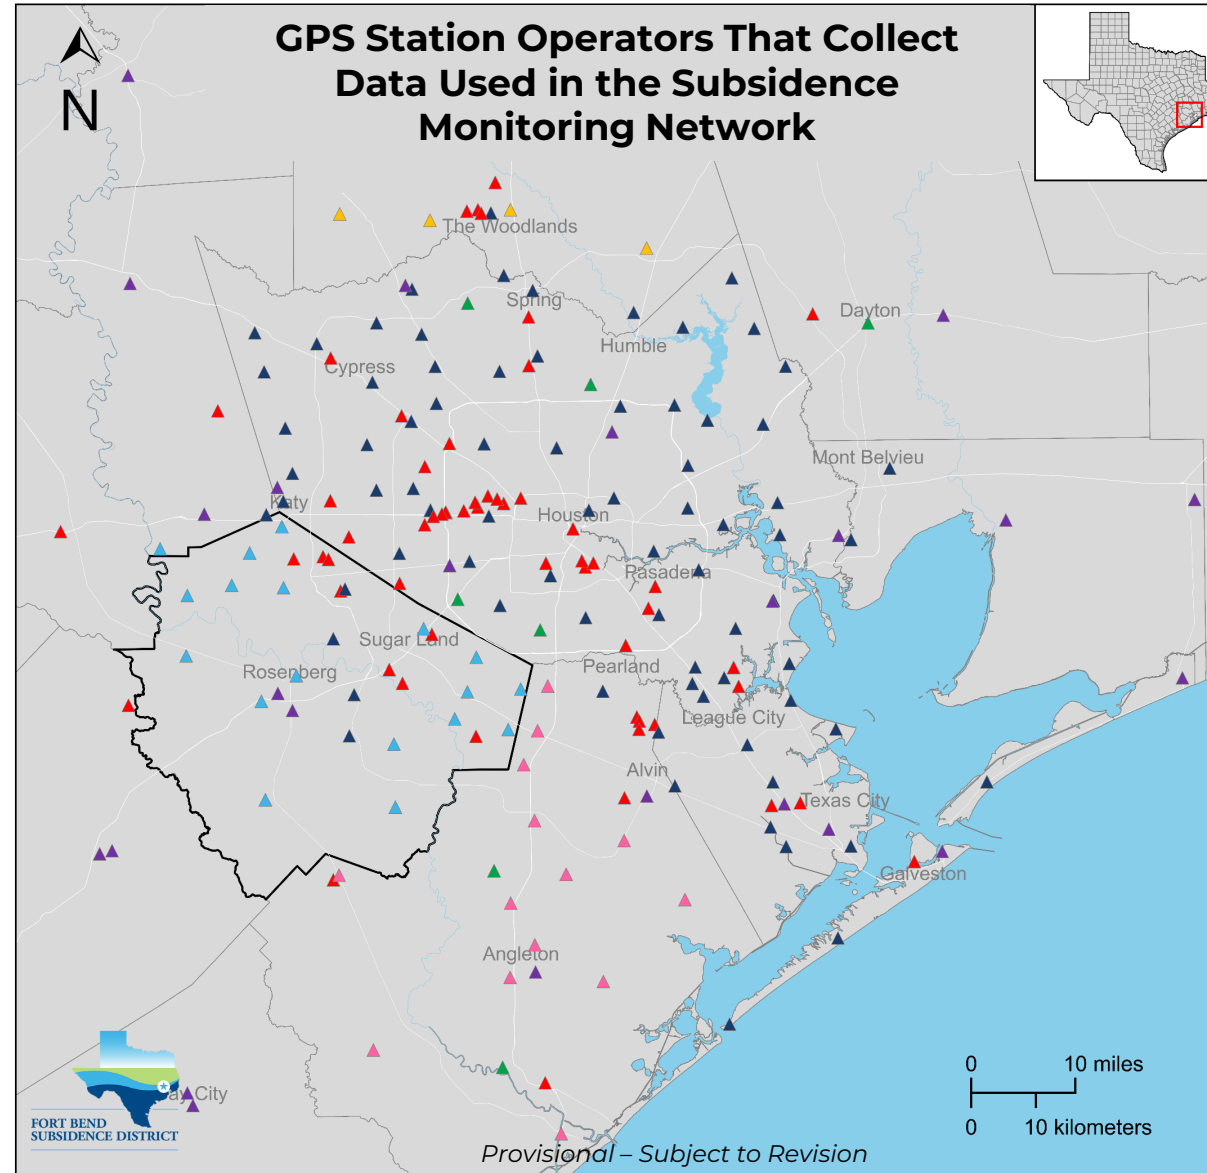 GPS Station Operators That Collect
Data Used in the Subsidence
Monitoring Network
N
The Woodlands
Spring
Dayton
Humble
Cypress
Mont Belvieu
Katy
Houston
Pasadena
Sugar Land
Pearland
Rosenberg
League City
Alvin
Texas City
Galveston
Angleton
ay City
0 10 miles
0 10 kilometers
FORT BEND
SUBSIDENCE DISTRICT
Provisional – Subject to Revision